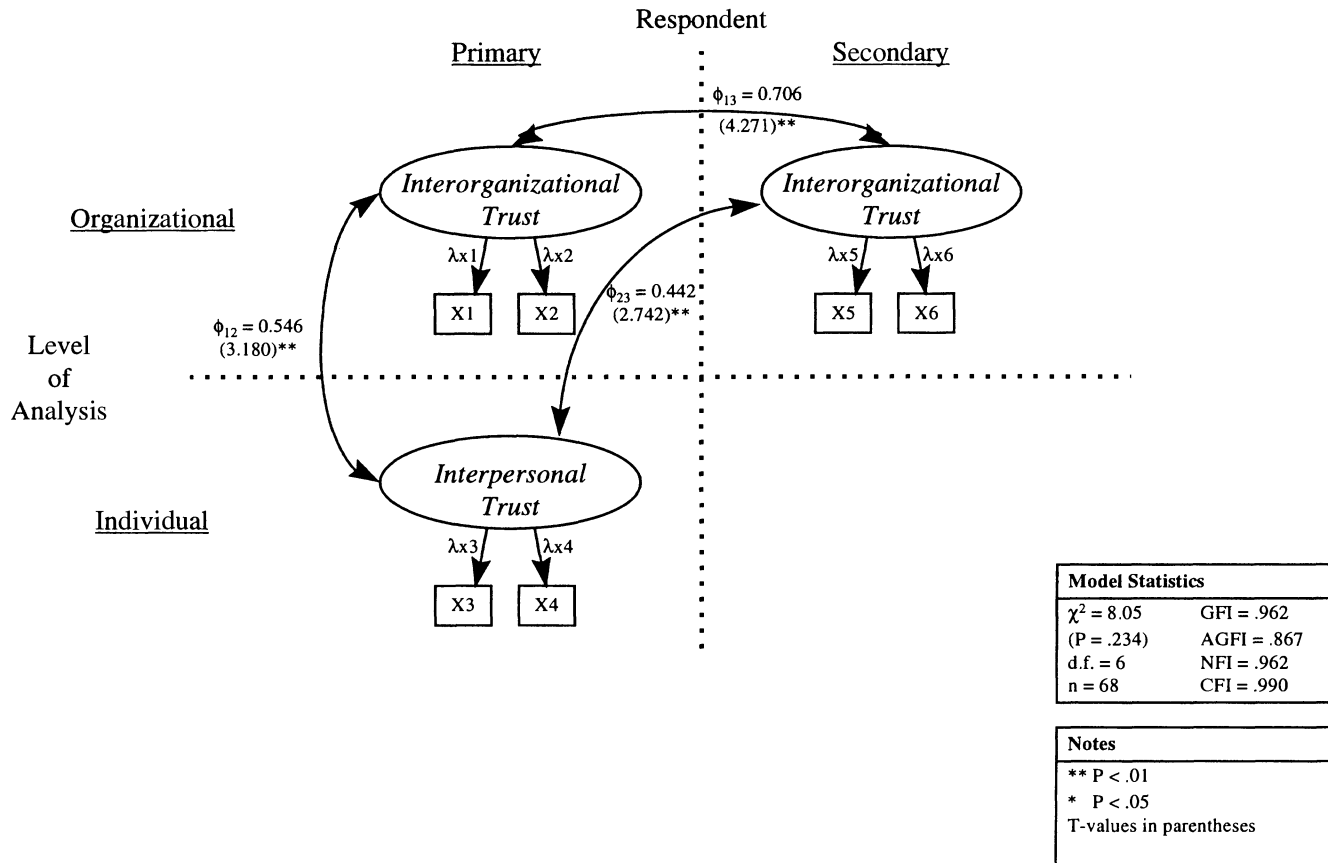 Respondent
Primary
Secondary
ϕ13 = 0.706
(4.271)**
Interorganizational
Trust
Interorganizational
Trust
Organizational
λx1
λx2
λx5
λx6
X1
X2
X5
X6
ϕ23 = 0.442
(2.742)**
ϕ12 = 0.546
(3.180)**
Level
of
Analysis
Interpersonal
Trust
Individual
λx3
λx4
X3
X4
Model Statistics
χ² = 8.05 GFI = .962
(P = .234) AGFI = .867
d.f. = 6 NFI = .962
n = 68 CFI = .990
Notes
** P < .01
* P < .05
T-values in parentheses